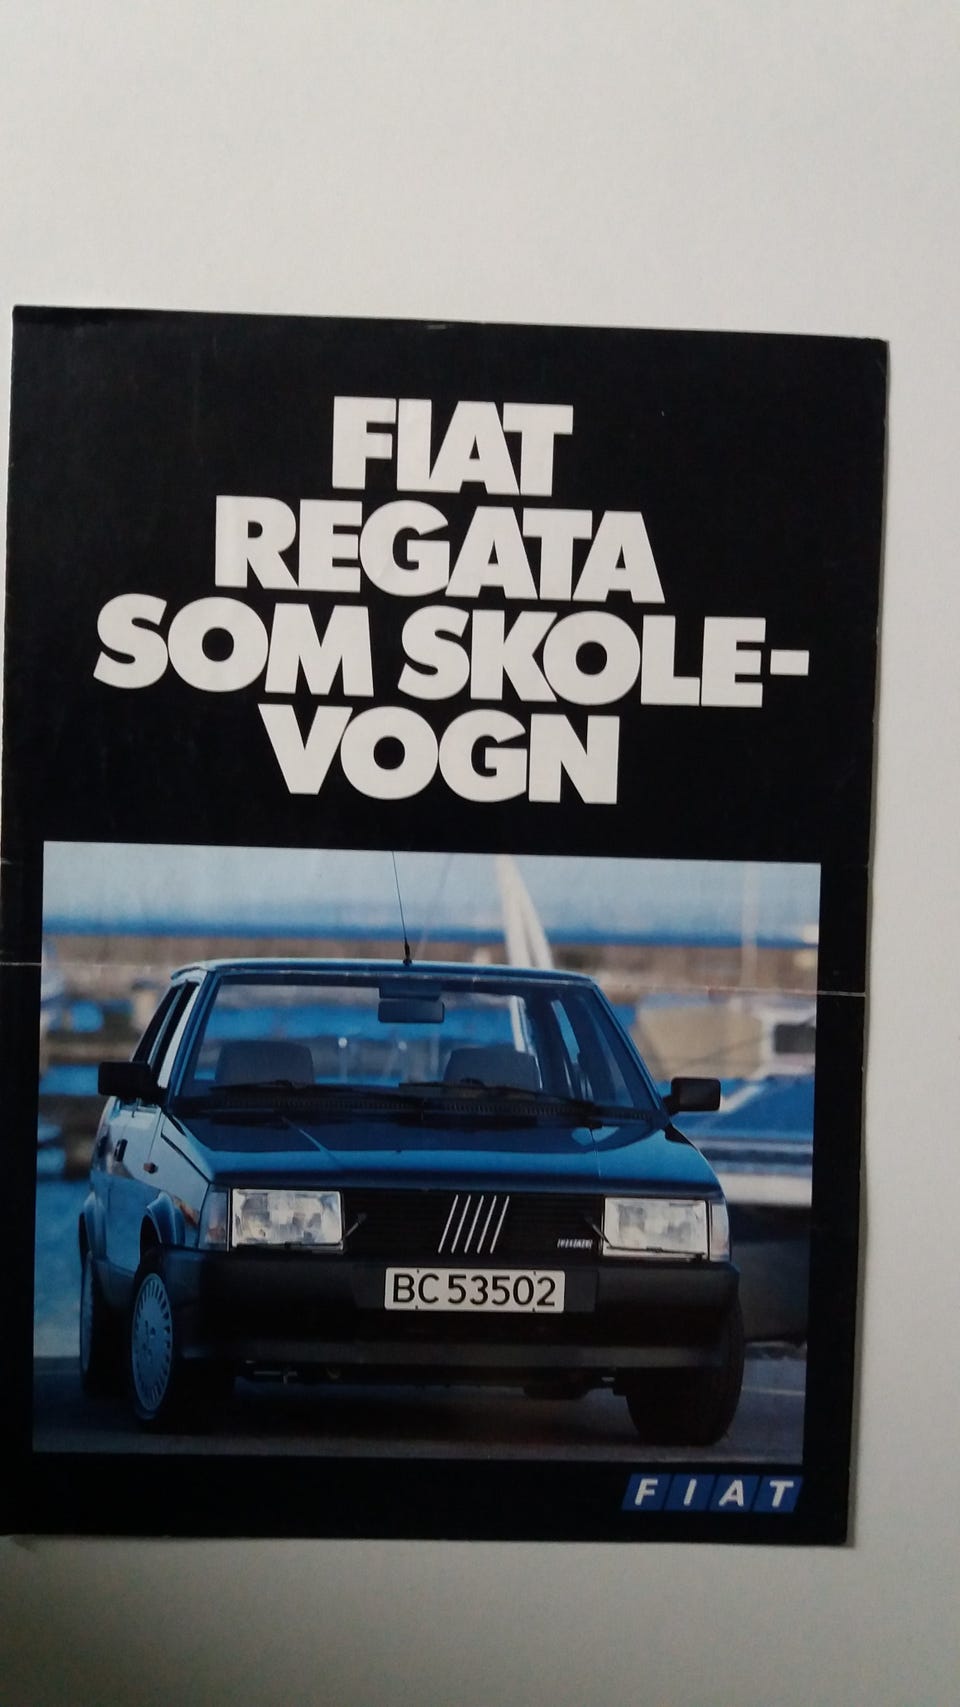 FIAT
REGATA
SOM SKOLE-
VOGN
BC 53502
FIAT